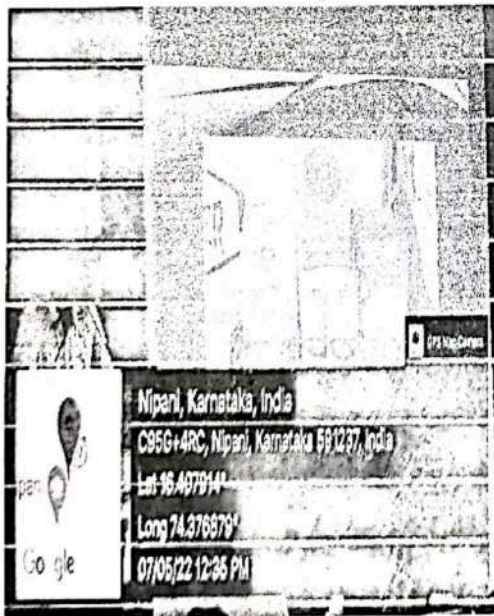 GPS Map Camera
Nipani, Karnataka, India
C95G+4RC, Nipani, Karnataka 591237, India
Lat 16.407914°
Long 74.376879°
Google
07/05/22 12:36 PM